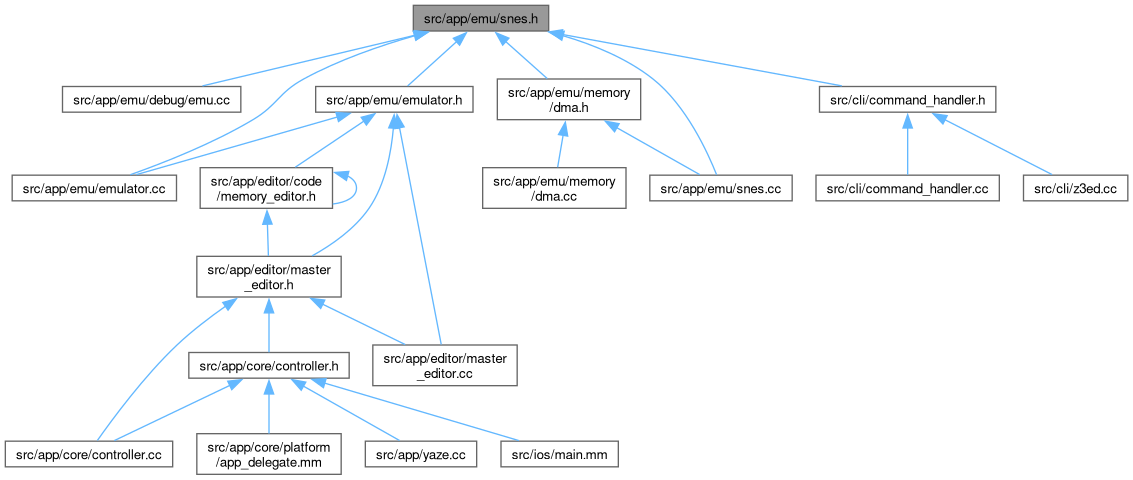 src/app/emu/snes.h
src/app/emu/debug/emu.cc
src/app/emu/emulator.h
src/app/emu/memory
/dma.h
src/cli/command_handler.h
src/app/emu/emulator.cc
src/app/editor/code
/memory_editor.h
src/app/emu/memory
/dma.cc
src/app/emu/snes.cc
src/cli/command_handler.cc
src/cli/z3ed.cc
src/app/editor/master
_editor.h
src/app/core/controller.h
src/app/editor/master
_editor.cc
src/app/core/controller.cc
src/app/core/platform
/app_delegate.mm
src/app/yaze.cc
src/ios/main.mm